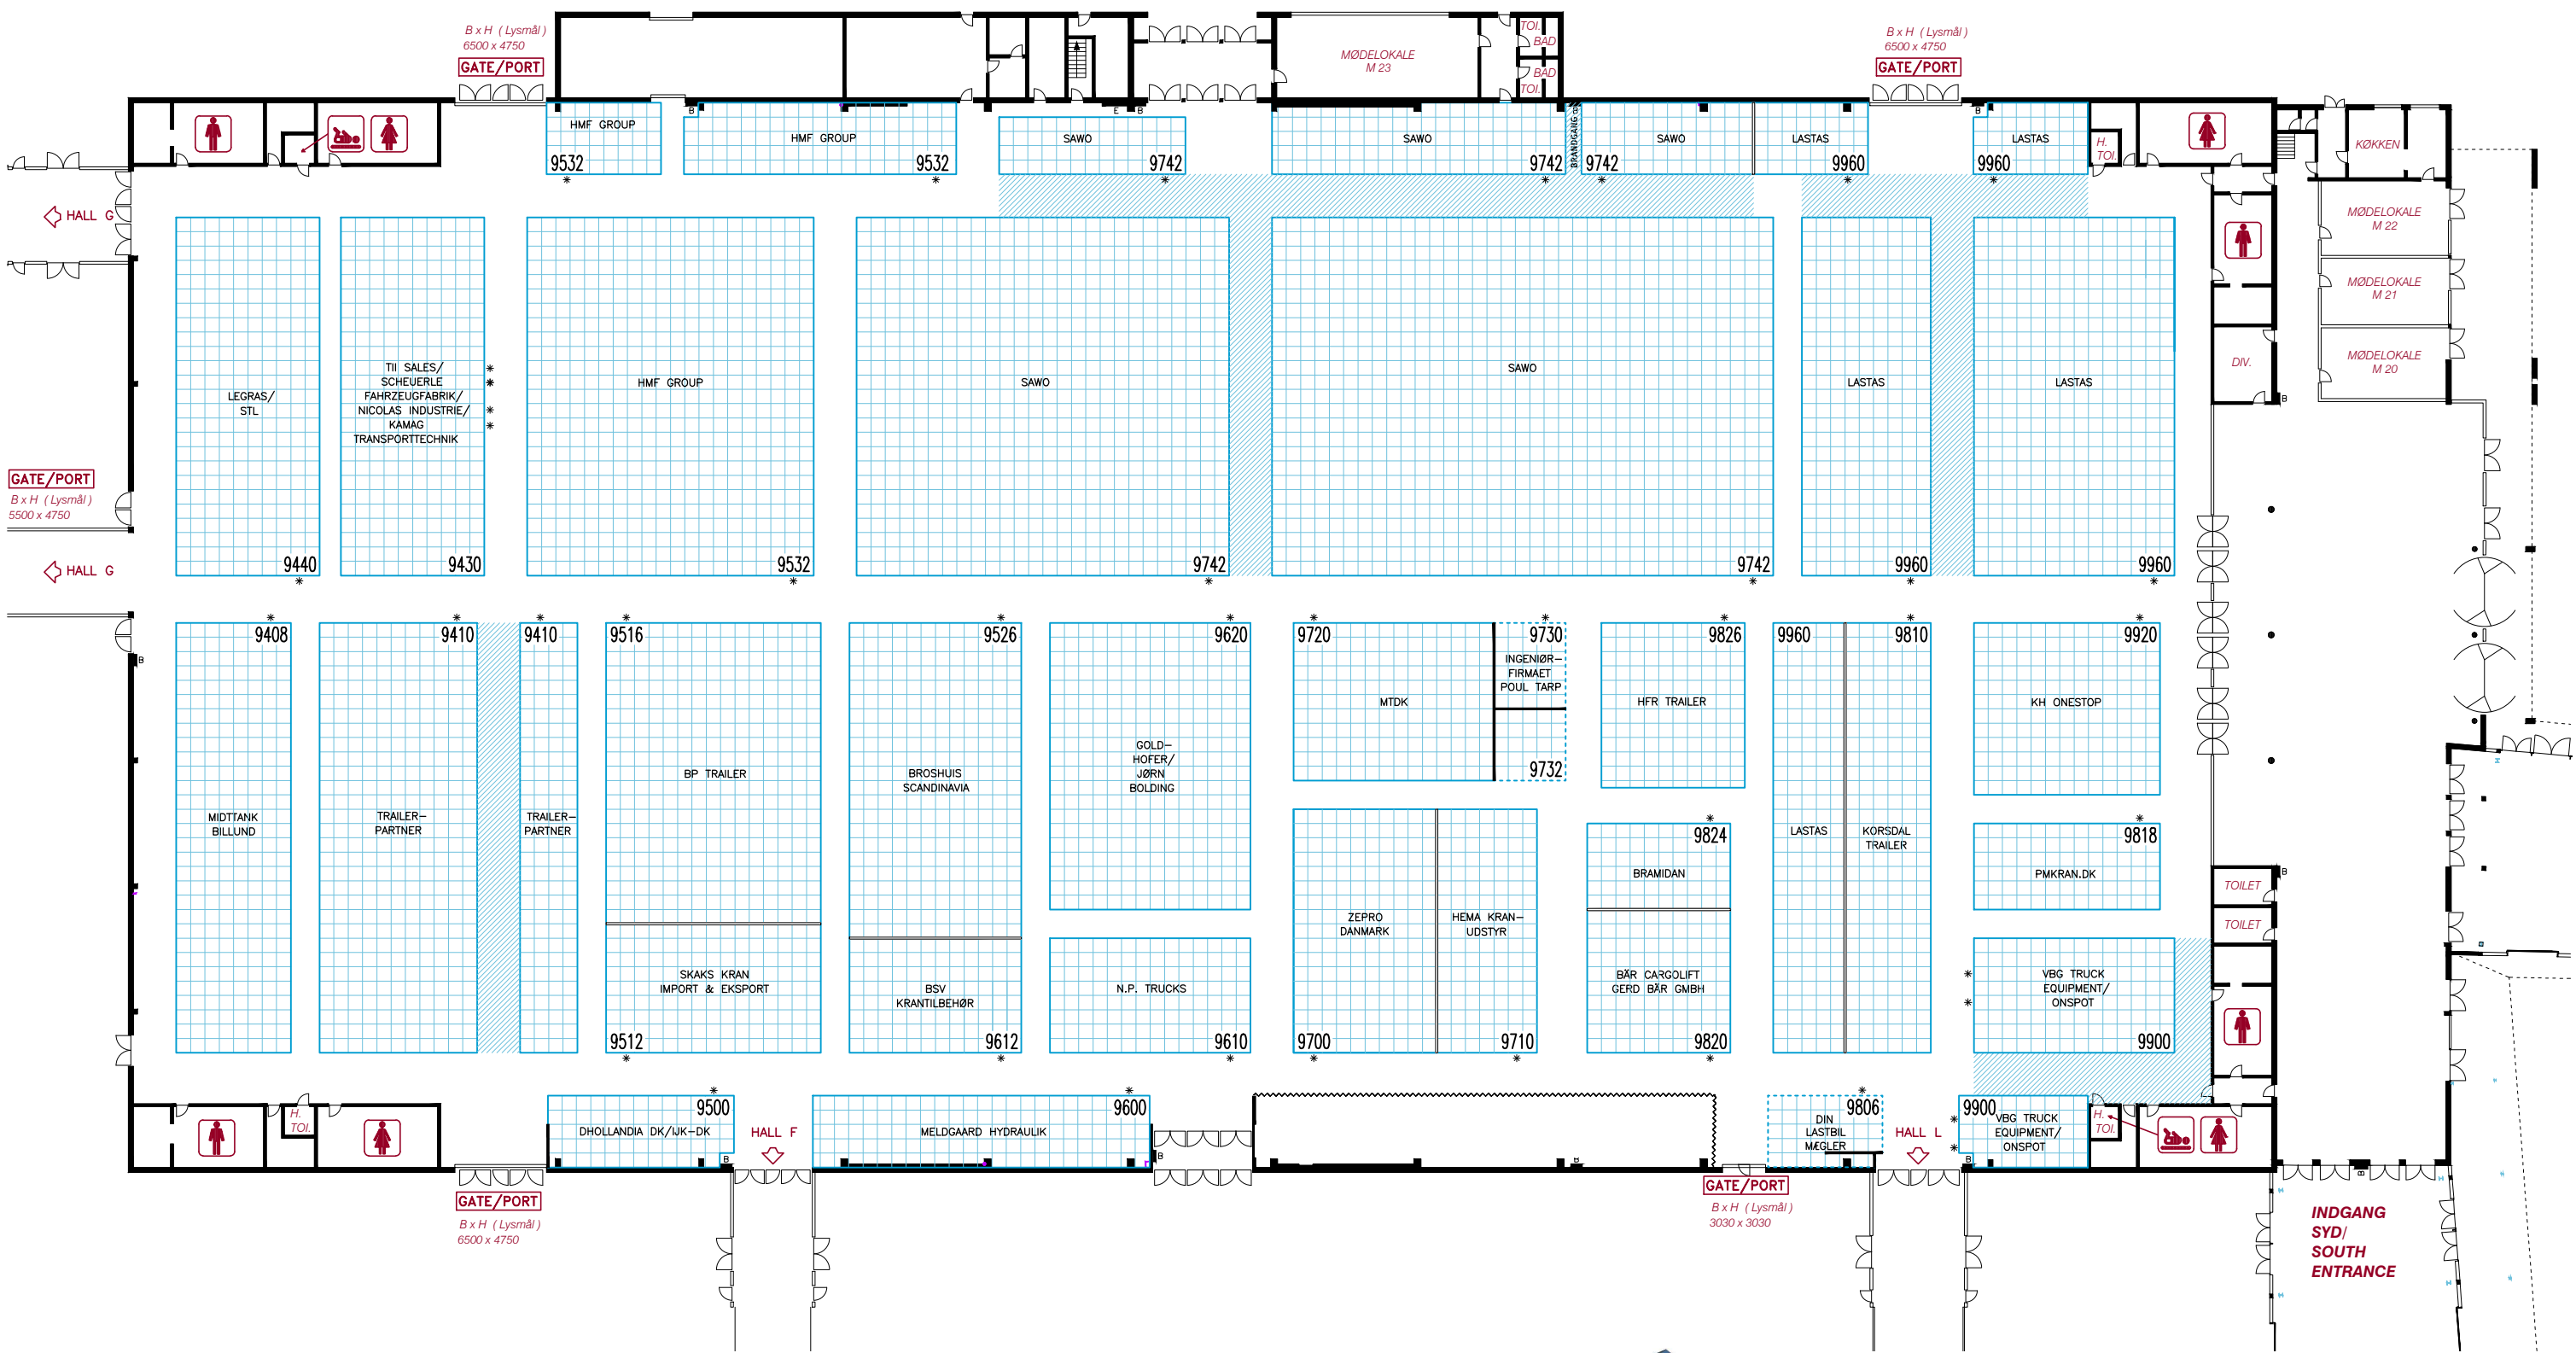 B x H ( Lysmål )
6500 x 4750
GATE/PORT
MØDELOKALE
M 23
TOI.
BAD
BAD
TOI.
B x H ( Lysmål )
6500 x 4750
GATE/PORT
HMF GROUP
9532
B
HMF GROUP
9532
E B
SAWO
9742
SAWO
9742
BRANDGANG
B
SAWO
9742
LASTAS
9960
B
LASTAS
9960
H.
TOI.
KØKKEN
HALL G
MØDELOKALE
M 22
MØDELOKALE
M 21
MØDELOKALE
M 20
DIV.
B
LEGRAS/
STL
9440
TII SALES/
SCHEUERLE
FAHRZEUGFABRIK/
NICOLAS INDUSTRIE/
KAMAG
TRANSPORTTECHNIK
9430
HMF GROUP
9532
SAWO
9742
SAWO
9742
LASTAS
9960
LASTAS
9960
GATE/PORT
B x H ( Lysmål )
5500 x 4750
HALL G
B
9408
MIDTTANK
BILLUND
9410
TRAILER-
PARTNER
9410
TRAILER-
PARTNER
9516
BP TRAILER
SKAKS KRAN
IMPORT & EKSPORT
9512
9526
BROSHUIS
SCANDINAVIA
BSV
KRANTILBEHØR
9612
9620
GOLD-
HOFER/
JØRN
BOLDING
N.P. TRUCKS
9610
9720
MTDK
9730
INGENIØR-
FIRMAET
POUL TARP
9732
ZEPRO
DANMARK
9700
HEMA KRAN-
UDSTYR
9710
9826
HFR TRAILER
9824
BRAMIDAN
BÄR CARGOLIFT
GERD BÄR GMBH
9820
9960
LASTAS
9810
KORSDAL
TRAILER
9920
KH ONESTOP
9818
PMKRAN.DK
VBG TRUCK
EQUIPMENT/
ONSPOT
9900
B
TOILET
TOILET
H.
TOI.
9500
DHOLLANDIA DK/IJK-DK
B
HALL F
9600
MELDGAARD HYDRAULIK
B
9806
DIN
LASTBIL
MÆGLER
HALL L
9900
VBG TRUCK
EQUIPMENT/
ONSPOT
B
H.
TOI.
B
GATE/PORT
B x H ( Lysmål )
6500 x 4750
GATE/PORT
B x H ( Lysmål )
3030 x 3030
INDGANG
SYD/
SOUTH
ENTRANCE